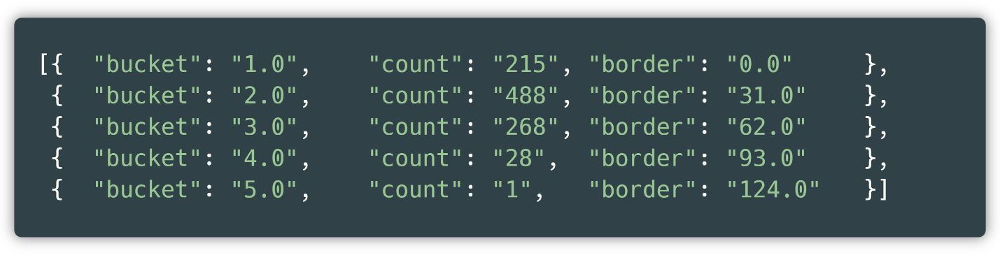 [{  "bucket": "1.0",    "count": "215", "border": "0.0"     },
 {  "bucket": "2.0",    "count": "488", "border": "31.0"    },
 {  "bucket": "3.0",    "count": "268", "border": "62.0"    },
 {  "bucket": "4.0",    "count": "28",  "border": "93.0"    },
 {  "bucket": "5.0",    "count": "1",   "border": "124.0"   }]